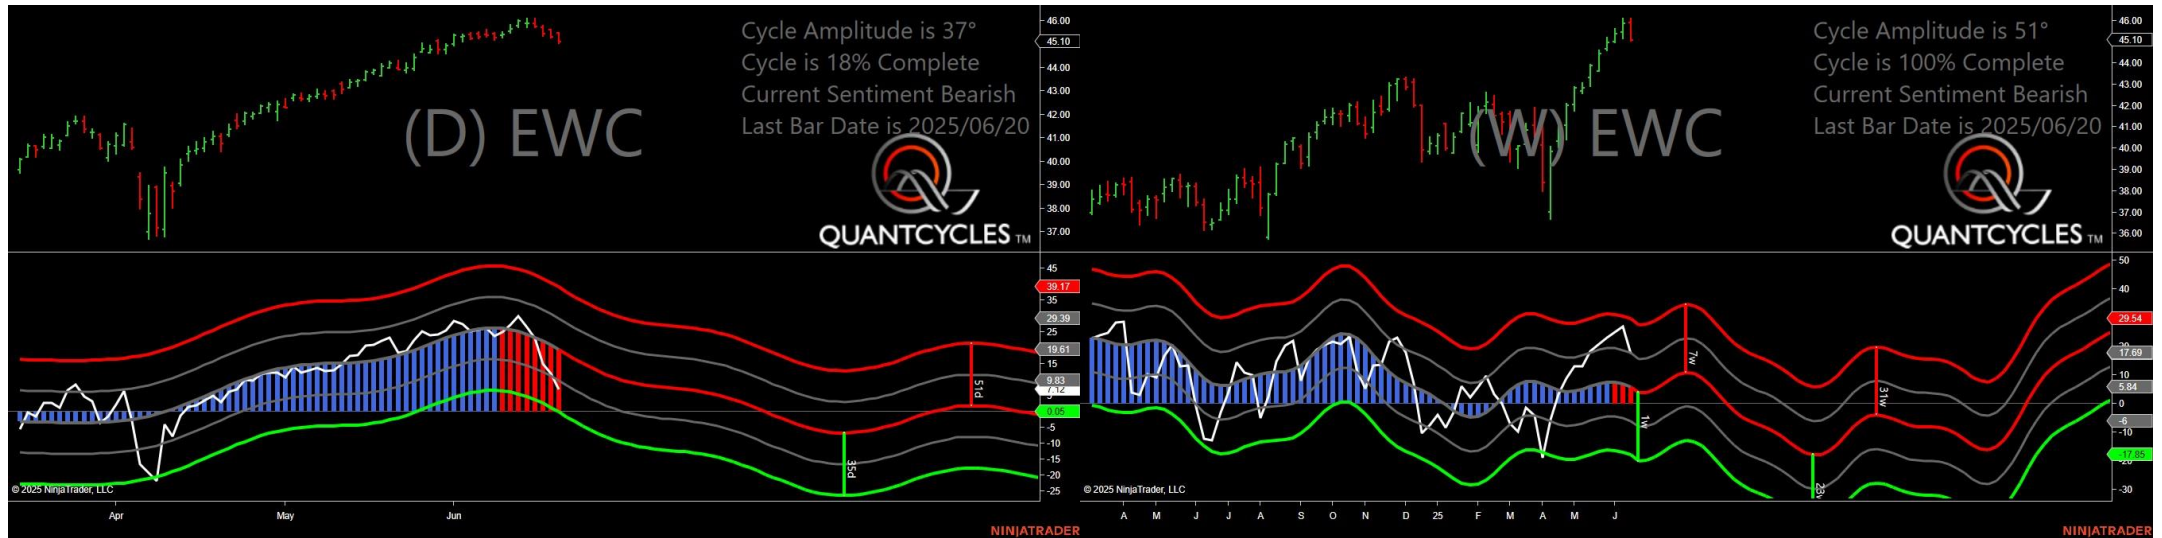 Cycle Amplitude is 37°
Cycle is 18% Complete
Current Sentiment Bearish
Last Bar Date is 2025/06/20
(D) EWC
QUANTCYCLES TM
46.00
45.10
44.00
43.00
42.00
41.00
40.00
39.00
38.00
37.00
45
39.17
35
29.39
25
19.61
15
9.83
7.12
5
0.05
-5
-10
-15
-20
-25
51d
35d
© 2025 NinjaTrader, LLC
Apr May Jun
NINJATRADER
Cycle Amplitude is 51°
Cycle is 100% Complete
Current Sentiment Bearish
Last Bar Date is 2025/06/20
(W) EWC
QUANTCYCLES TM
46.00
45.10
44.00
43.00
42.00
41.00
40.00
39.00
38.00
37.00
36.00
50
40
29.54
17.69
10
5.84
0
-6
-10
-17.85
-30
7w
31w
1w
© 2025 NinjaTrader, LLC
A M J J A S O N D 25 F M A M J
NINJATRADER